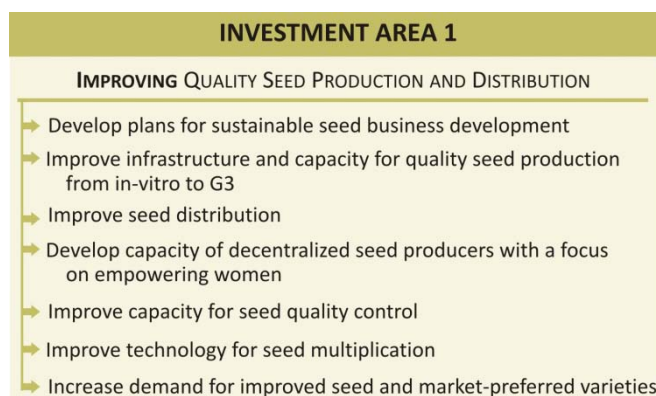 INVESTMENT AREA 1
IMPROVING QUALITY SEED PRODUCTION AND DISTRIBUTION
Develop plans for sustainable seed business development
Improve infrastructure and capacity for quality seed production
from in-vitro to G3
Improve seed distribution
Develop capacity of decentralized seed producers with a focus
on empowering women
Improve capacity for seed quality control
Improve technology for seed multiplication
Increase demand for improved seed and market-preferred varieties